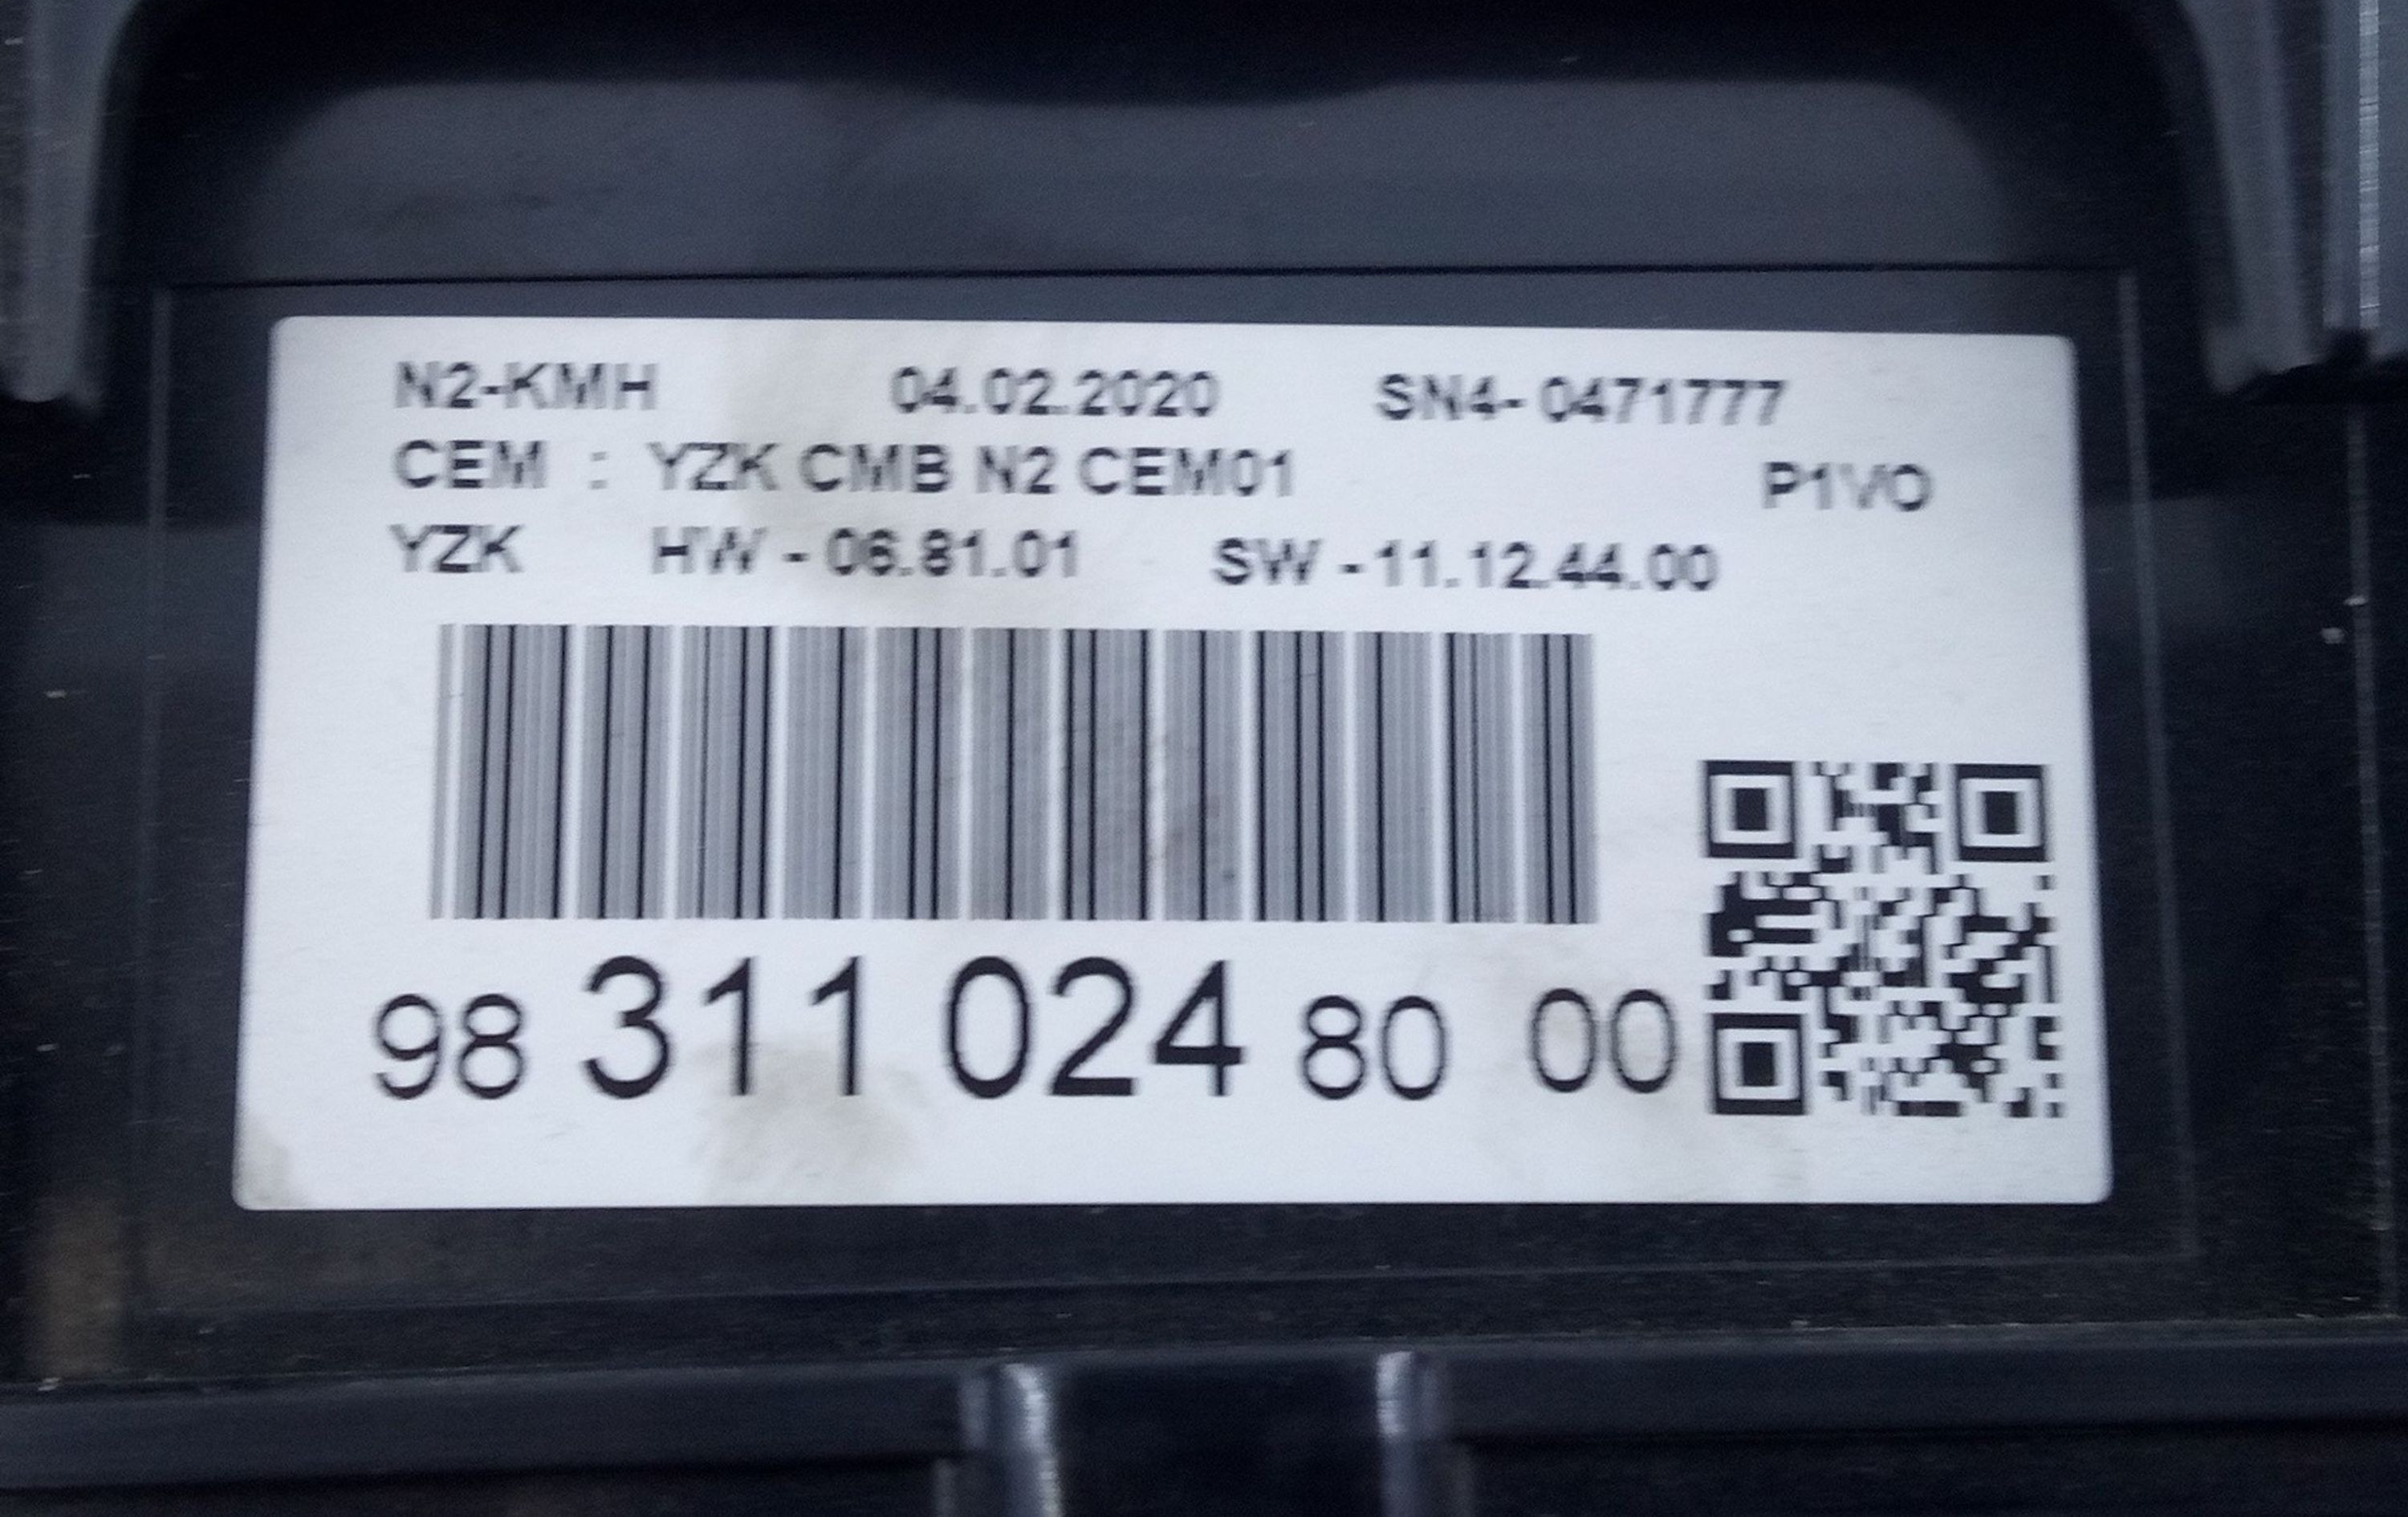 N2-KMH 04.02.2020 SN4- 0471777
CEM : YZK CMB N2 CEM01 P1VO
YZK HW - 06.81.01 SW - 11.12.44.00
98 311 024 80 00